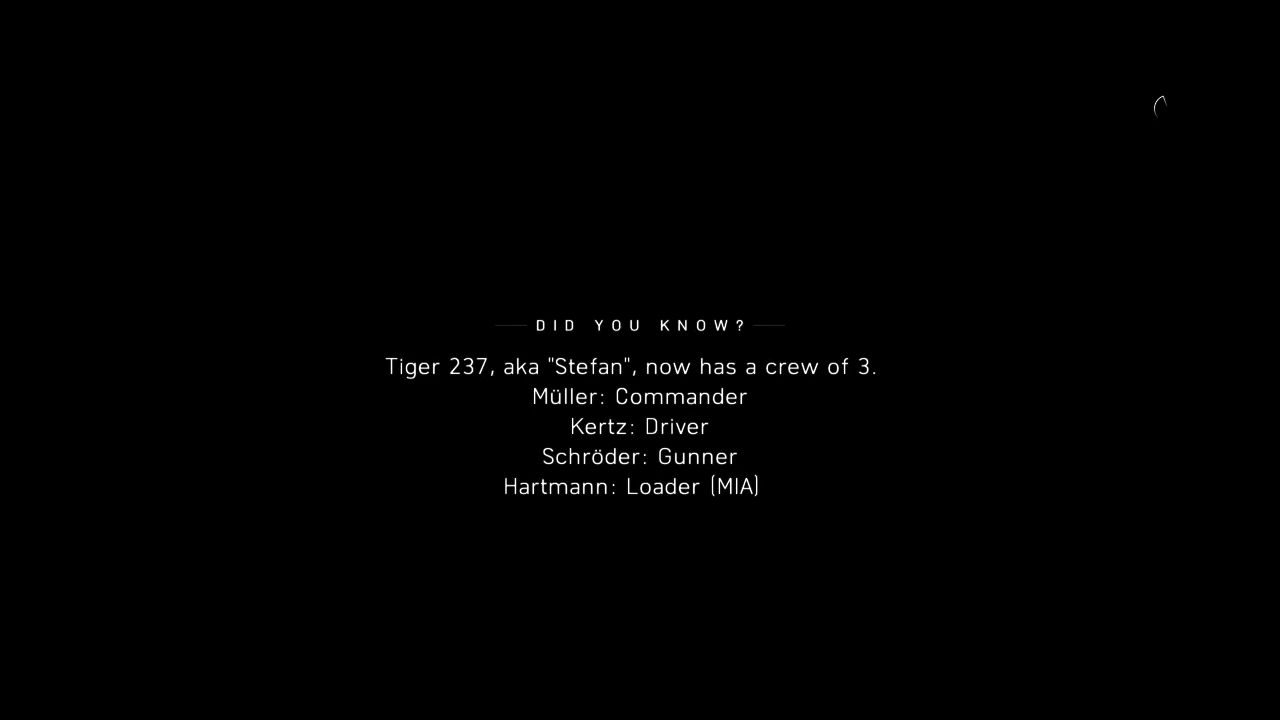 DID YOU KNOW?
Tiger 237, aka "Stefan", now has a crew of 3.
Müller: Commander
Kertz: Driver
Schröder: Gunner
Hartmann: Loader (MIA)